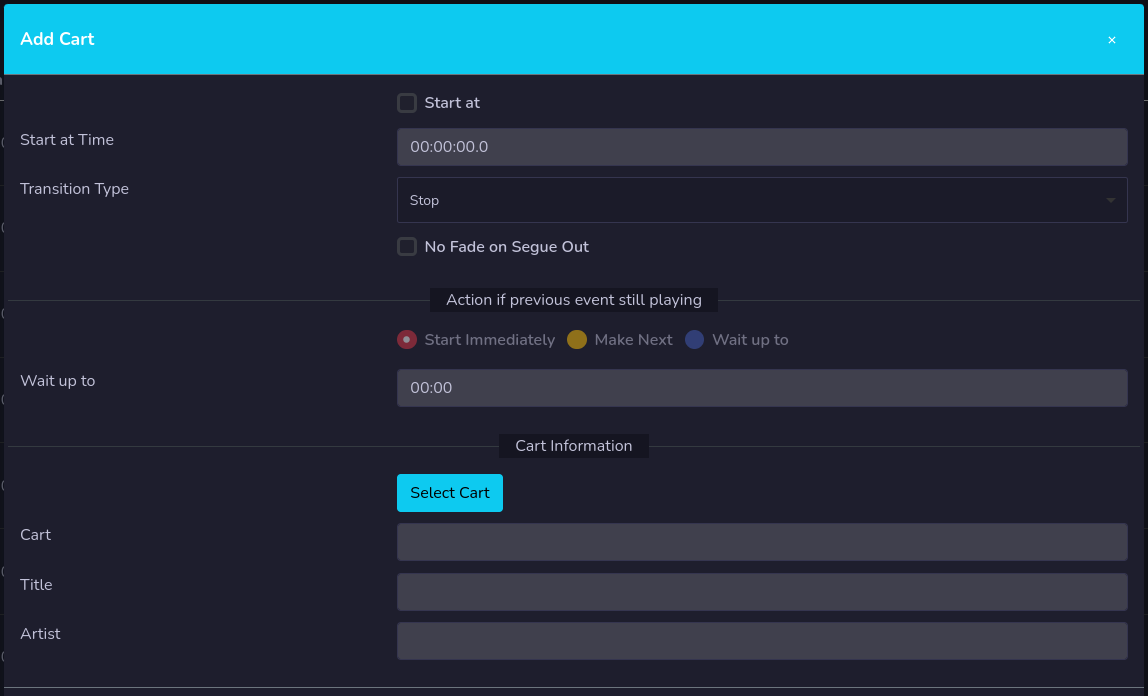 Add Cart ×
Start at
Start at Time 00:00:00.0
Transition Type Stop
No Fade on Segue Out
Action if previous event still playing
Start Immediately Make Next Wait up to
Wait up to 00:00
Cart Information
Select Cart
Cart
Title
Artist